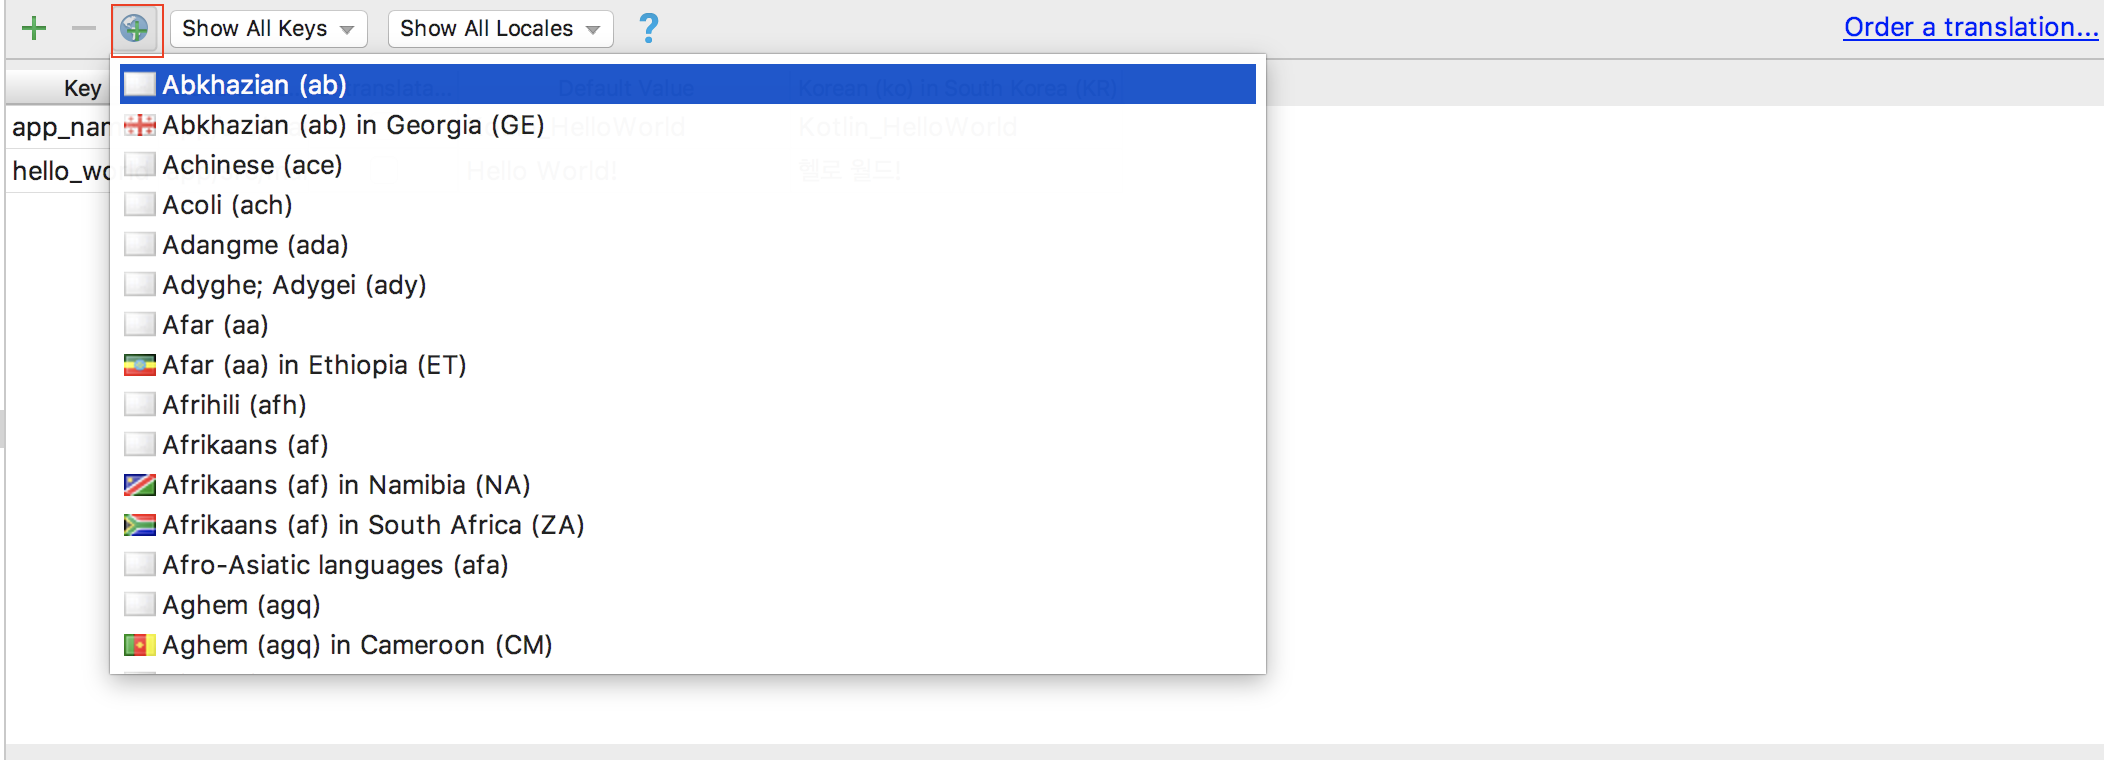 Show All Keys Show All Locales ? Order a translation...
Key Default Value Korean (ko) in South Korea (KR)
Abkhazian (ab)
app_nam _HelloWorld Kotlin_HelloWorld
Abkhazian (ab) in Georgia (GE)
hello_wo Hello World! 헬로 월드!
Achinese (ace)
Acoli (ach)
Adangme (ada)
Adyghe; Adygei (ady)
Afar (aa)
Afar (aa) in Ethiopia (ET)
Afrihili (afh)
Afrikaans (af)
Afrikaans (af) in Namibia (NA)
Afrikaans (af) in South Africa (ZA)
Afro-Asiatic languages (afa)
Aghem (agq)
Aghem (agq) in Cameroon (CM)